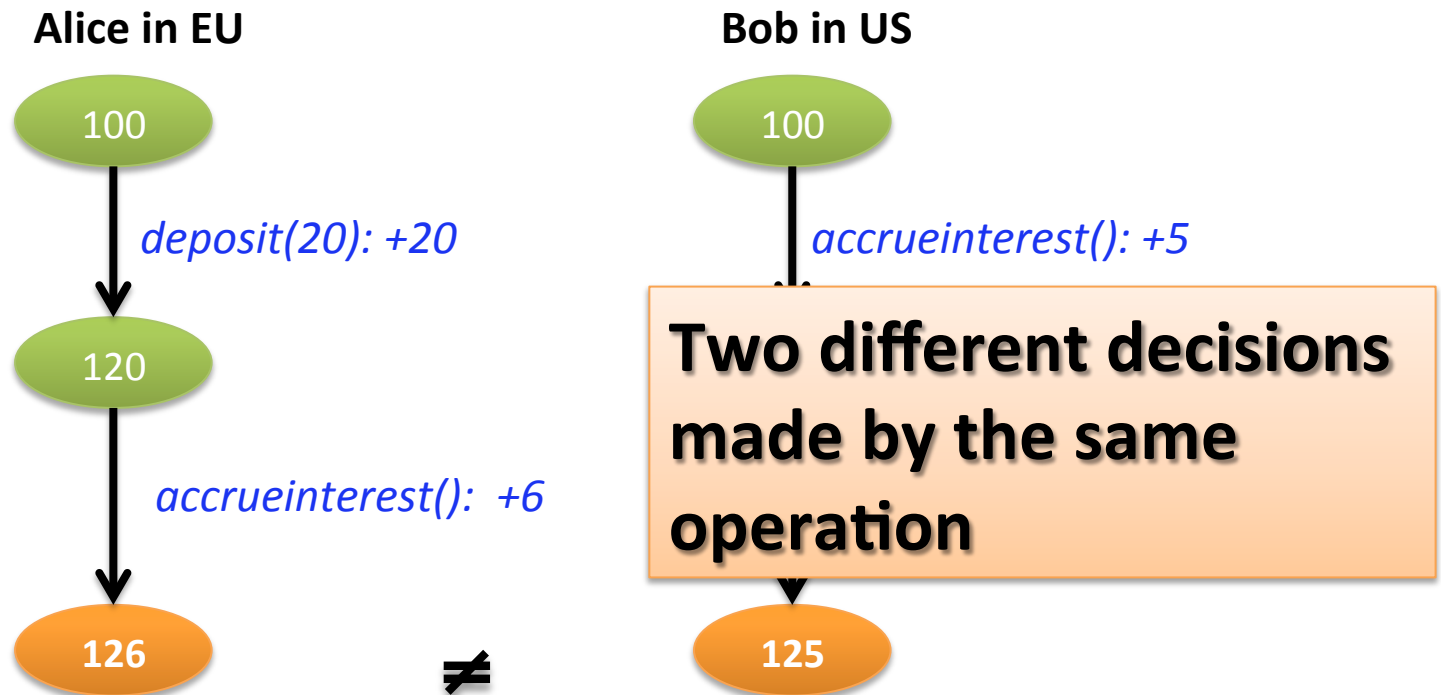 Alice in EU
Bob in US
100
100
deposit(20): +20
accrueinterest(): +5
120
Two different decisions
made by the same
operation
accrueinterest(): +6
126
≠
125